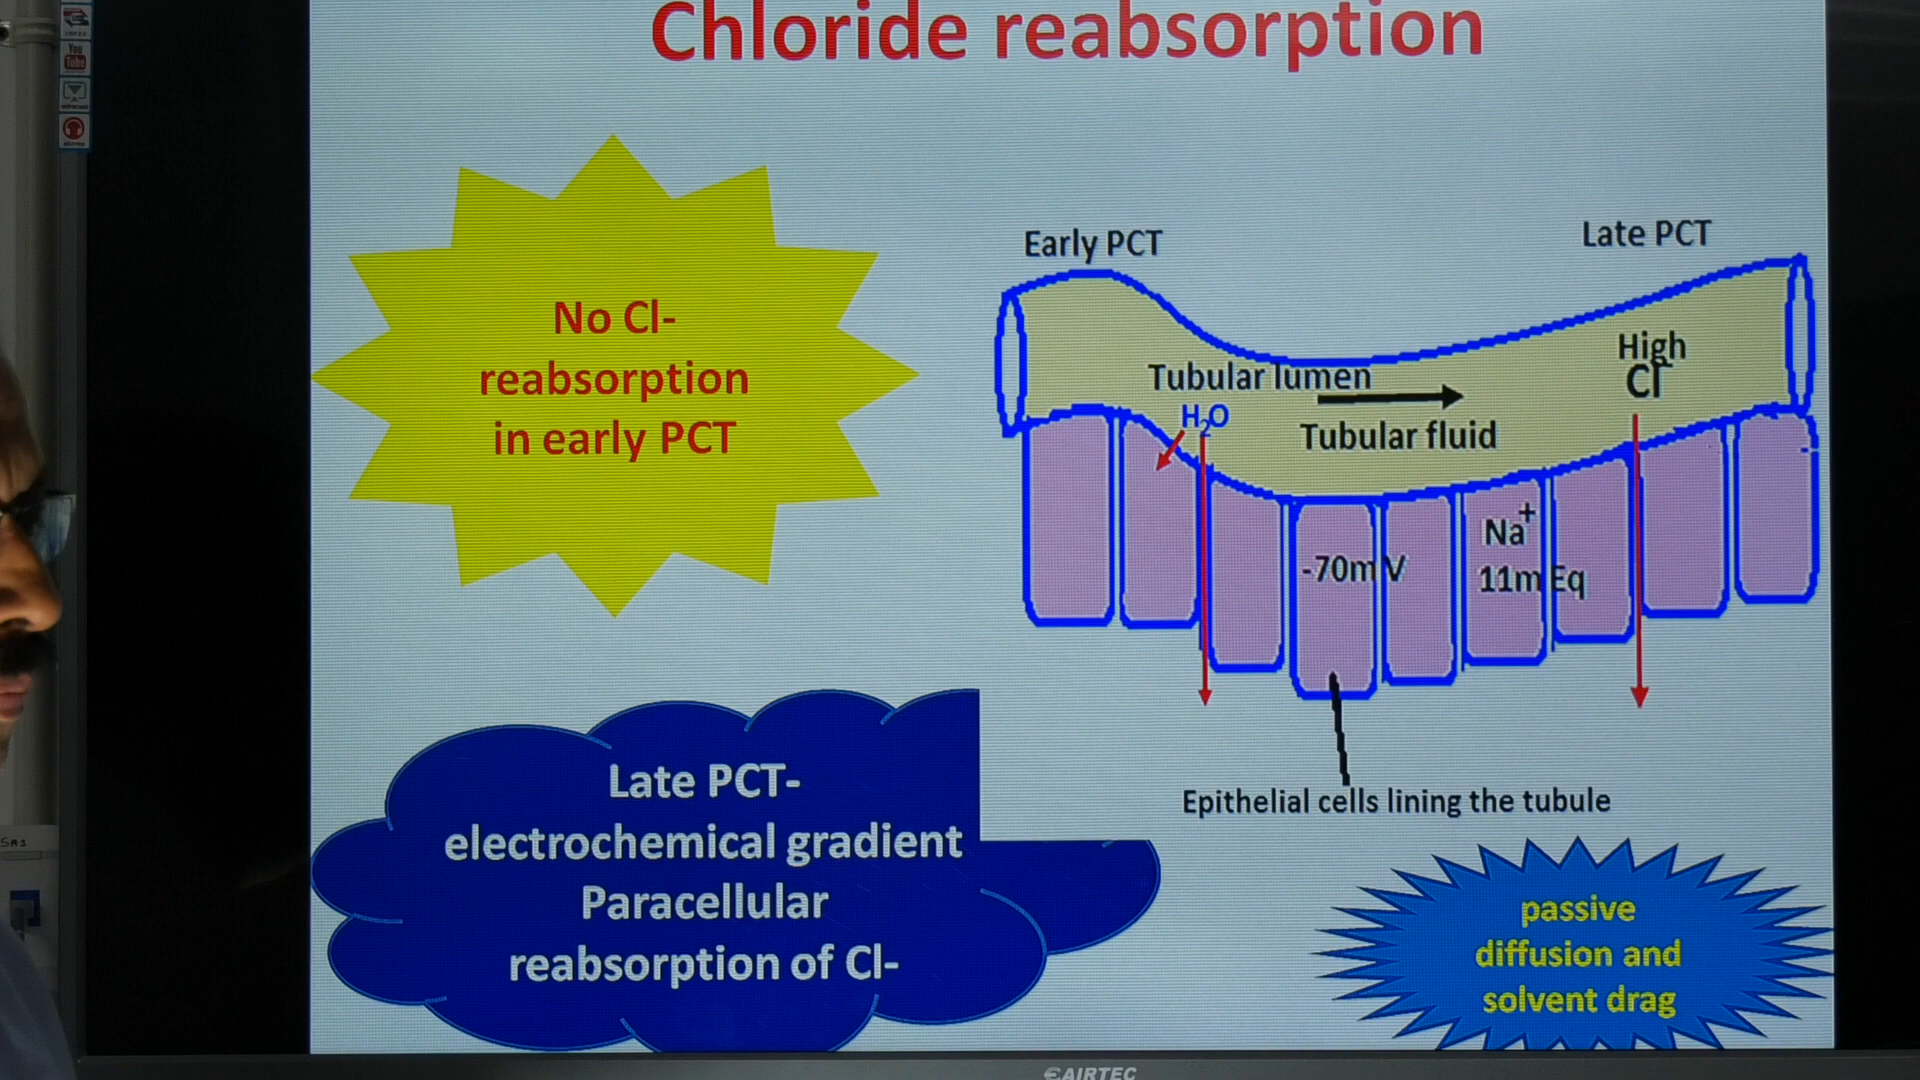 Chloride reabsorption
You
Tube
No Cl-
reabsorption
in early PCT
Early PCT
Late PCT
High
Cl-
Tubular lumen
H2O
Tubular fluid
Na+
-70mV
11mEq
Epithelial cells lining the tubule
Late PCT-
electrochemical gradient
Paracellular
reabsorption of Cl-
passive
diffusion and
solvent drag
AIRTEC